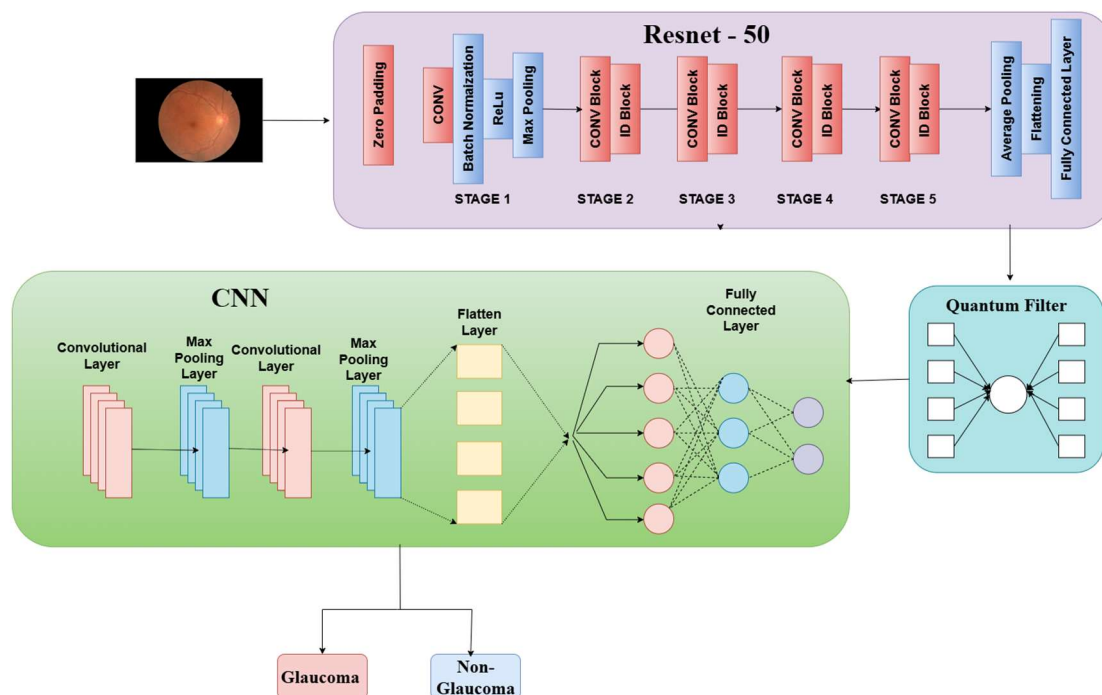 Resnet - 50
Zero Padding
CONV
Batch Normaization
ReLu
Max Pooling
CONV Block
ID Block
CONV Block
ID Block
CONV Block
ID Block
CONV Block
ID Block
Average Pooling
Flattening
Fully Connected Layer
STAGE 1
STAGE 2
STAGE 3
STAGE 4
STAGE 5
CNN
Convolutional
Layer
Max
Pooling
Layer
Convolutional
Layer
Max
Pooling
Layer
Flatten
Layer
Fully
Connected
Layer
Quantum Filter
Glaucoma
Non-
Glaucoma